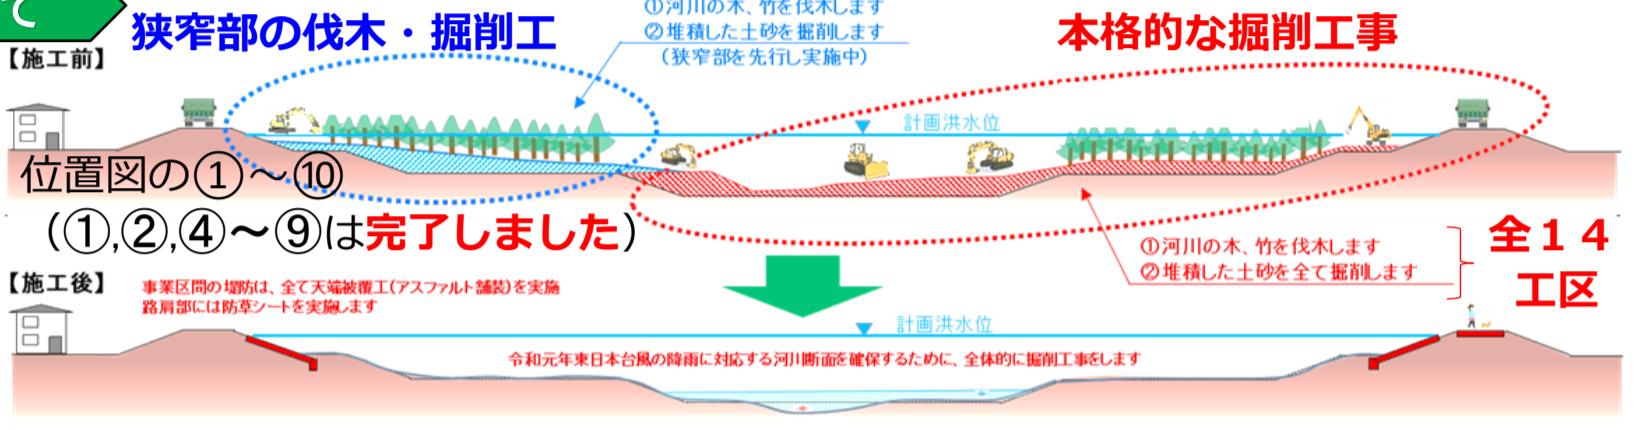 て
狭窄部の伐木・掘削工
①河川の木、竹を伐木します
②堆積した土砂を掘削します
（狭窄部を先行し実施中）
本格的な掘削工事
【施工前】
計画洪水位
位置図の①～⑩
（①,②,④～⑨は完了しました）
①河川の木、竹を伐木します
②堆積した土砂を全て掘削します
全１４
工区
【施工後】
事業区間の堤防は、全て天端被覆工(アスファルト舗装)を実施
路肩部には防草シートを実施します
計画洪水位
令和元年東日本台風の降雨に対応する河川断面を確保するために、全体的に掘削工事をします